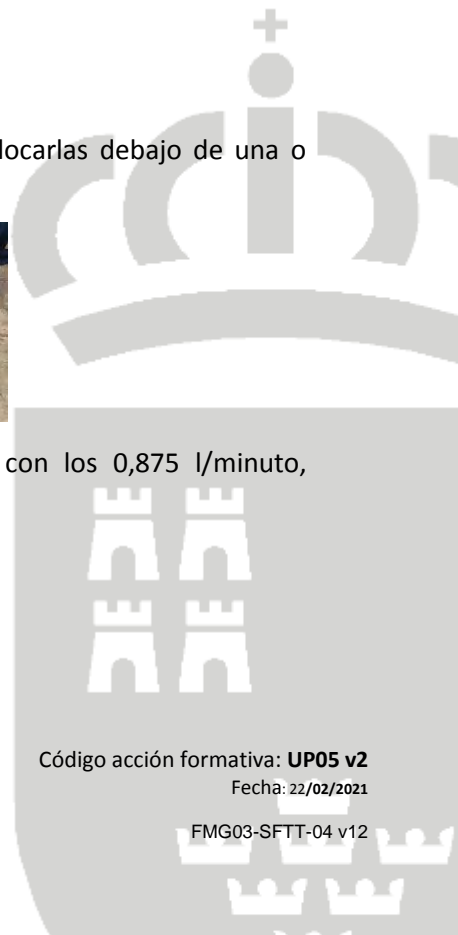 debajo de una o
con los 0,875 l/minuto,
Código acción formativa: UP05 v2
Fecha: 22/02/2021
FMG03-SFTT-04 v12